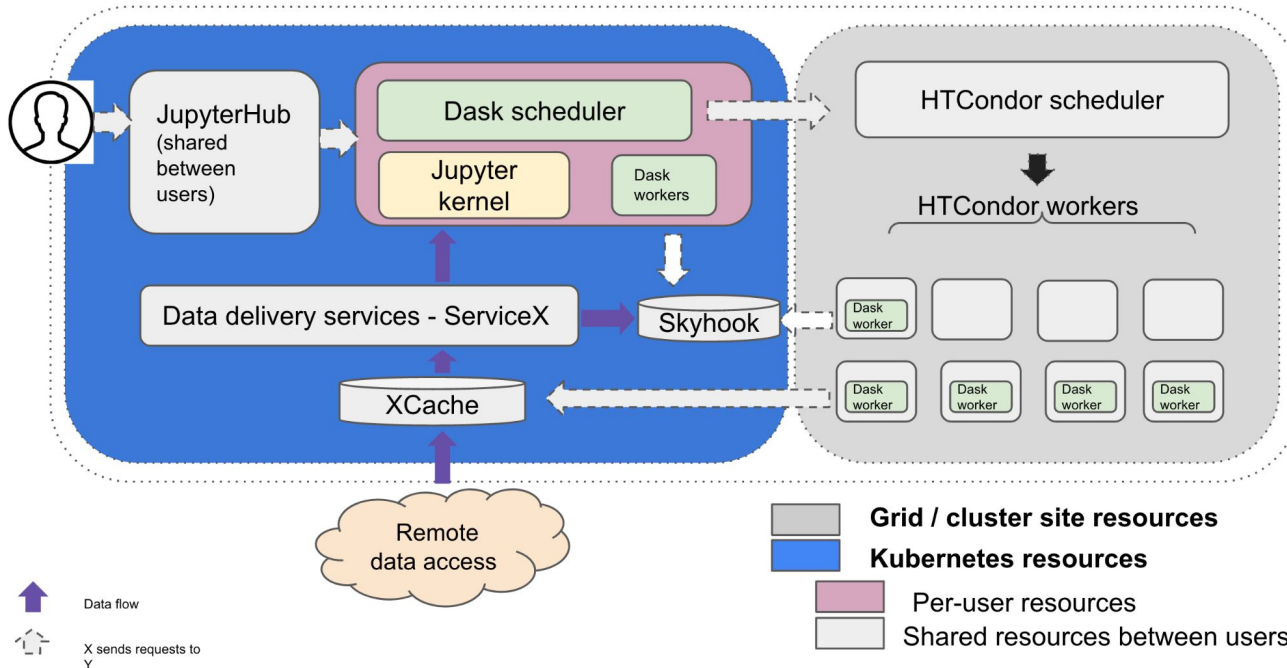 JupyterHub
(shared
between
users)
Dask scheduler
Jupyter
kernel
Dask
workers
HTCondor scheduler
HTCondor workers
Data delivery services - ServiceX
Skyhook
XCache
Dask
worker
Dask
worker
Dask
worker
Dask
worker
Dask
worker
Remote
data access
Grid / cluster site resources
Kubernetes resources
Per-user resources
Shared resources between users
Data flow
X sends requests to
Y